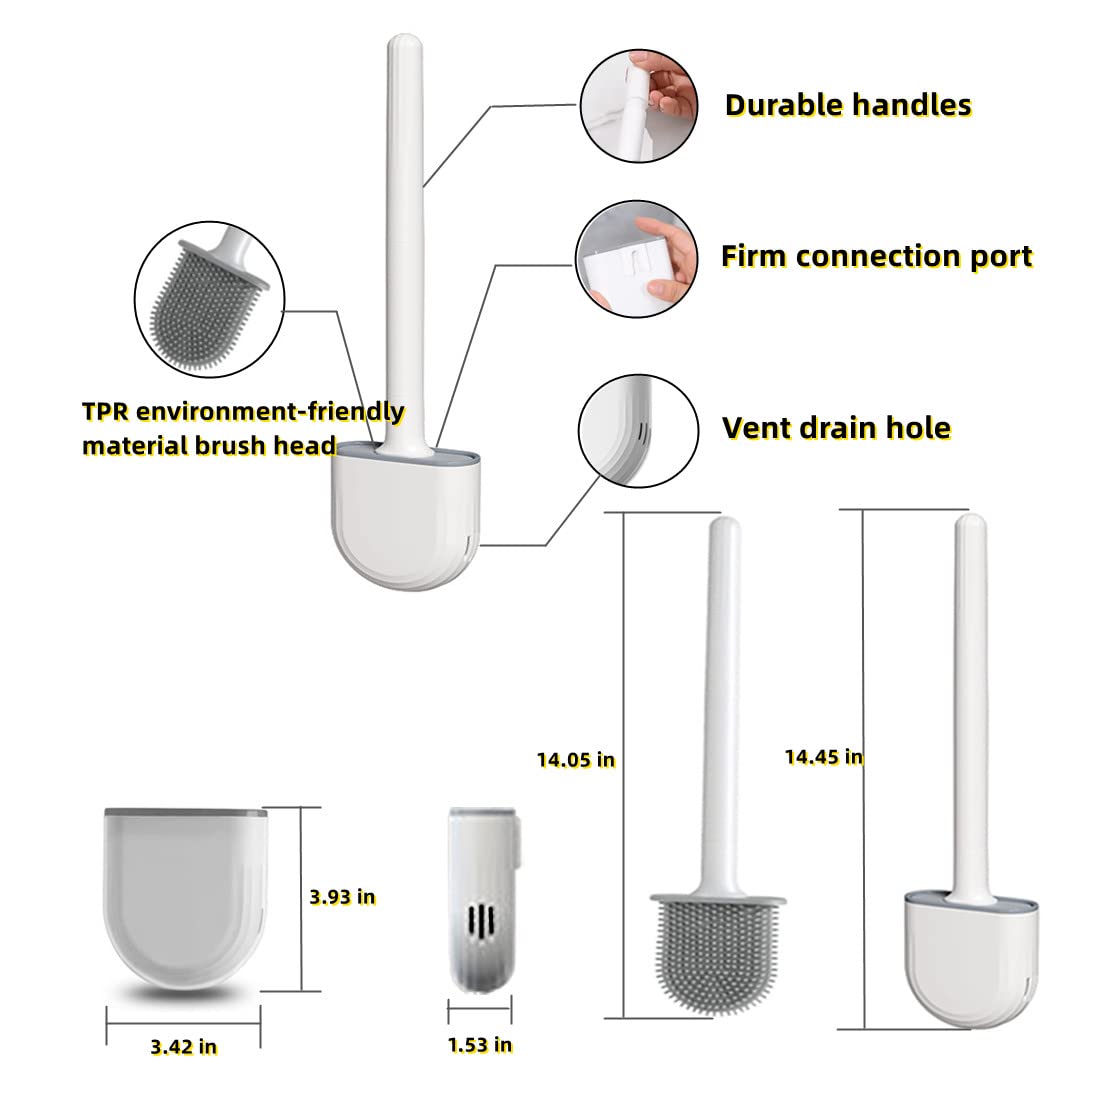 Durable handles
Firm connection port
TPR environment-friendly
material brush head
Vent drain hole
14.05 in
14.45 in
3.93 in
3.42 in
1.53 in